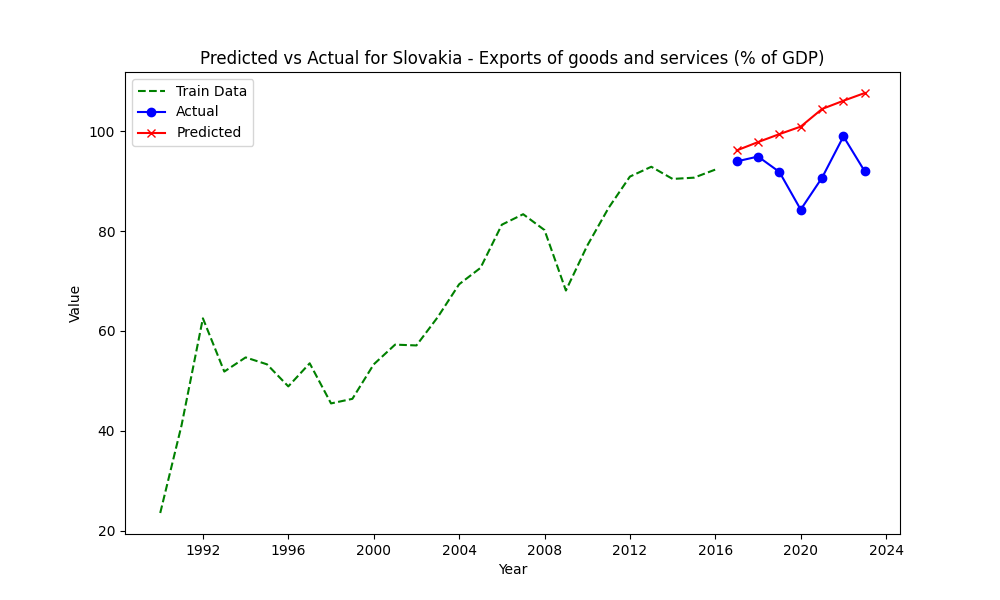 Predicted vs Actual for Slovakia - Exports of goods and services (% of GDP)
Train Data
Actual
Predicted
100
80
60
40
20
Value
1992 1996 2000 2004 2008 2012 2016 2020 2024
Year